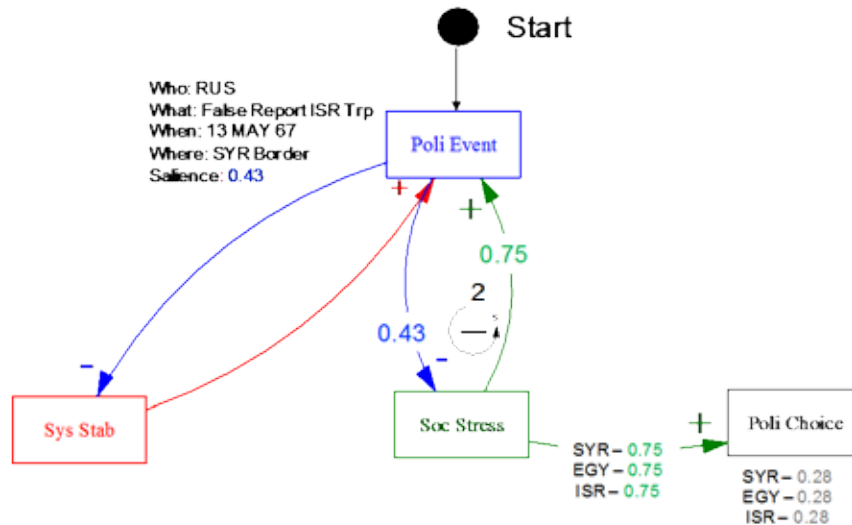 Start
Who: RUS
What: False Report ISR Trp
When: 13 MAY 67
Where: SYR Border
Salience: 0.43
Poli Event
+
+
0.75
2
0.43
–
-
-
Sys Stab
Soc Stress
+
Poli Choice
SYR – 0.75
EGY – 0.75
ISR – 0.75
SYR – 0.28
EGY – 0.28
ISR – 0.28